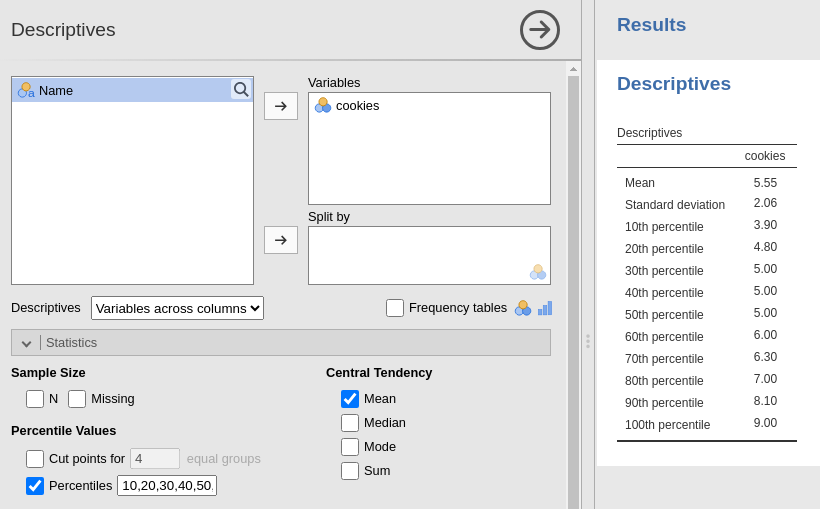 Descriptives
Name
Variables
cookies
Split by
Descriptives
Variables across columns
Frequency tables
Statistics
Sample Size
N
Missing
Percentile Values
Cut points for 4 equal groups
Percentiles 10,20,30,40,50,
Central Tendency
Mean
Median
Mode
Sum
Results
Descriptives
Descriptives
cookies
Mean 5.55
Standard deviation 2.06
10th percentile 3.90
20th percentile 4.80
30th percentile 5.00
40th percentile 5.00
50th percentile 5.00
60th percentile 6.00
70th percentile 6.30
80th percentile 7.00
90th percentile 8.10
100th percentile 9.00